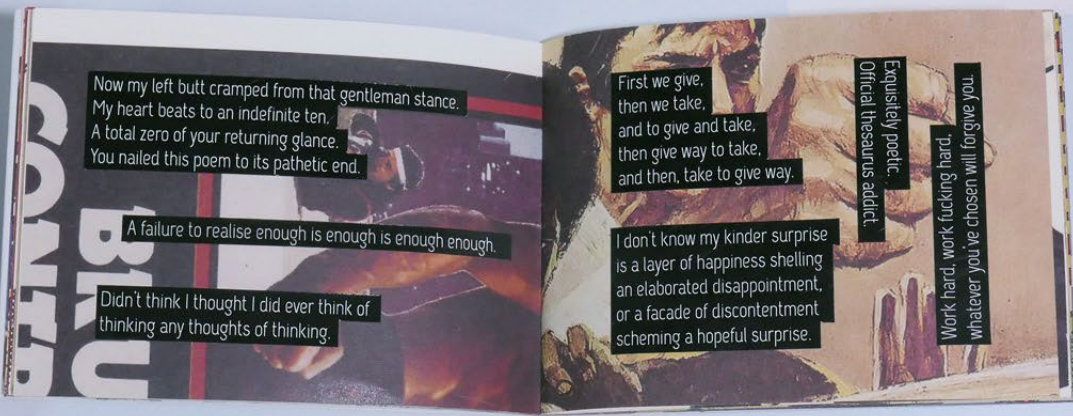 Now my left butt cramped from that gentleman stance.
My heart beats to an indefinite ten,
A total zero of your returning glance.
You nailed this poem to its pathetic end.
A failure to realise enough is enough is enough enough.
Didn't think I thought I did ever think of
thinking any thoughts of thinking.
First we give,
then we take,
and to give and take,
then give way to take,
and then, take to give way.
I don't know my kinder surprise
is a layer of happiness shelling
an elaborated disappointment,
or a facade of discontentment
scheming a hopeful surprise.
Exquisitely poetic.
Official thesaurus addict.
Work hard, work fucking hard,
whatever you've chosen will forgive you.